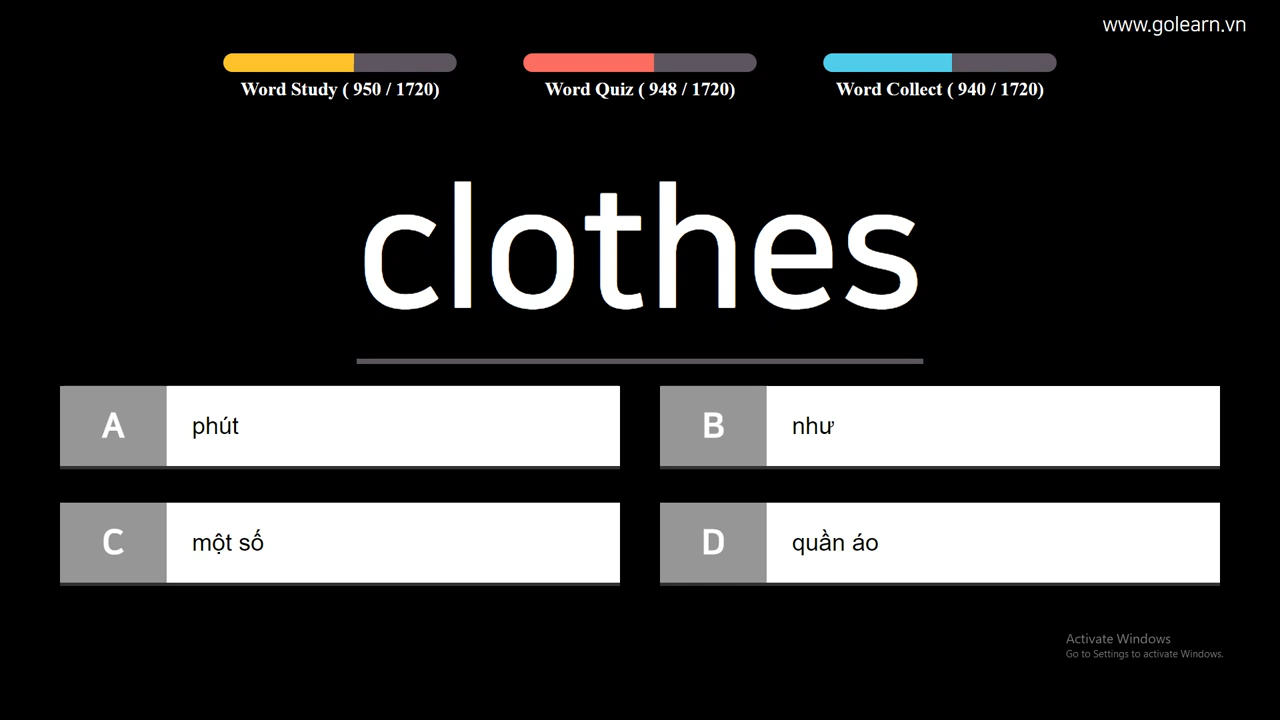 www.golearn.vn
Word Study ( 950 / 1720)
Word Quiz ( 948 / 1720)
Word Collect ( 940 / 1720)
clothes
A phút
B như
C một số
D quần áo
Activate Windows
Go to Settings to activate Windows.